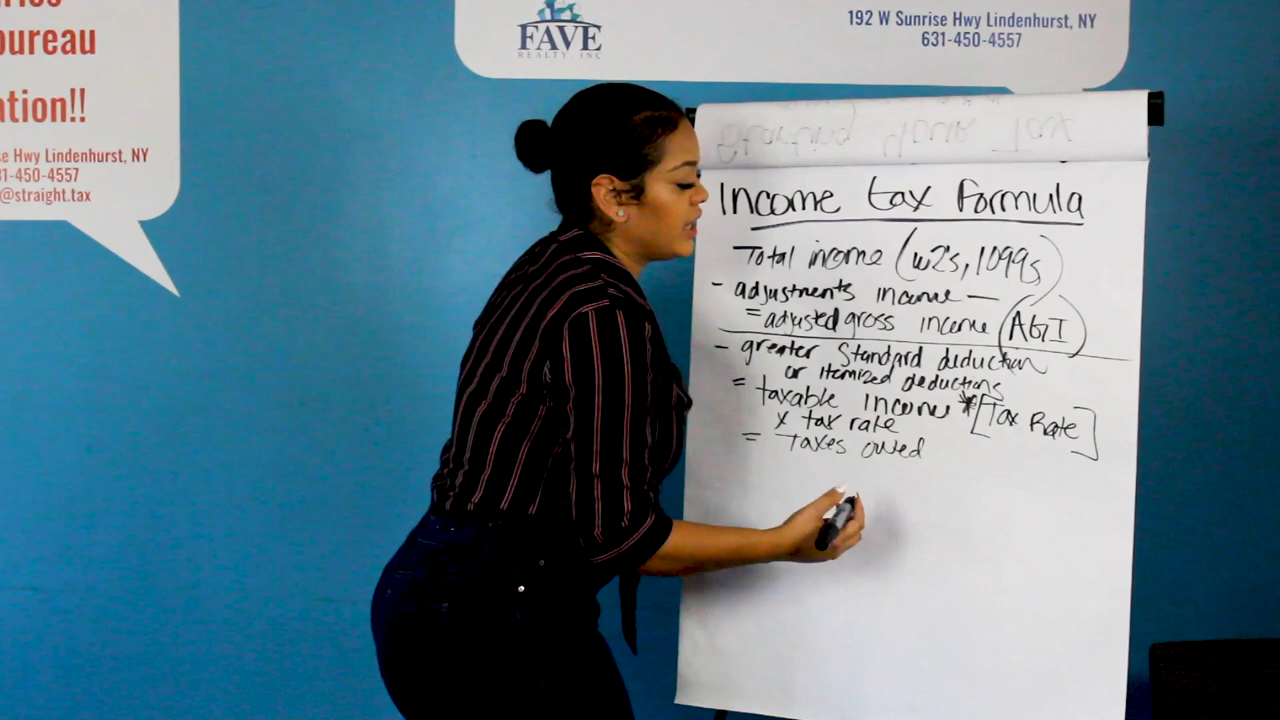 ureau
ation!!
se Hwy Lindenhurst, NY
31-450-4557
@straight.tax
FAVE
REALTY, INC
192 W Sunrise Hwy Lindenhurst, NY
631-450-4557
Income tax Formula
Total income (w2's, 1099s)
- adjustments income —
= adjusted gross income (AGI)
- greater Standard deduction
or itemized deductions
= taxable income * [Tax Rate]
x tax rate
= Taxes owed